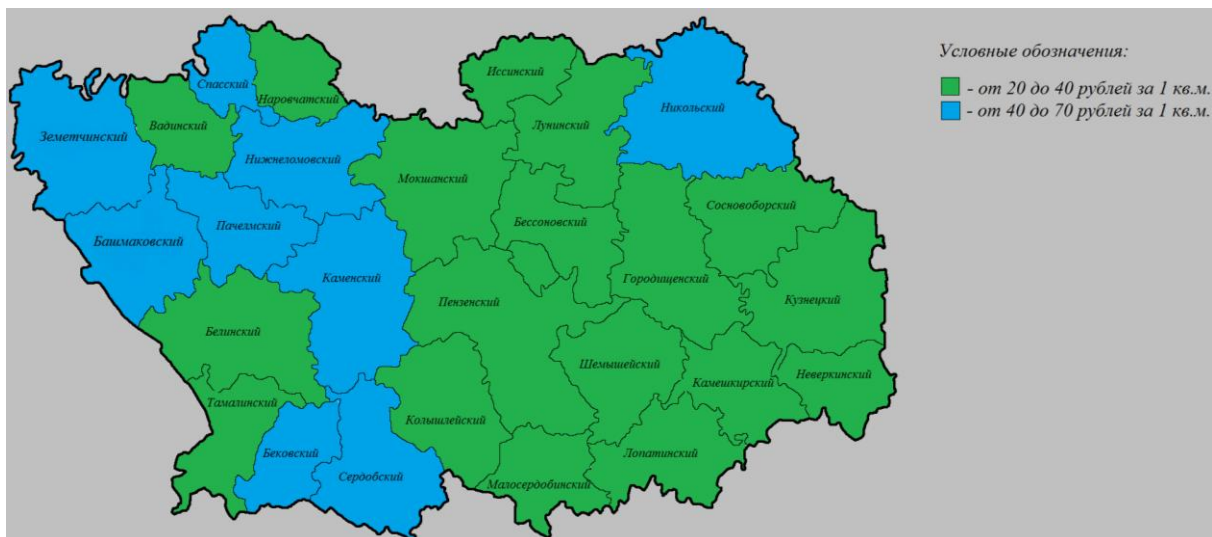 Условные обозначения:
- от 20 до 40 рублей за 1 кв.м.
- от 40 до 70 рублей за 1 кв.м.
Земетчинский
Вадинский
Спасский
Наровчатский
Нижнеломовский
Иссинский
Лунинский
Никольский
Мокшанский
Башмаковский
Пачелмский
Бессоновский
Сосновоборский
Каменский
Городищенский
Пензенский
Кузнецкий
Белинский
Шемышейский
Камешкирский
Неверкинский
Тамалинский
Колышлейский
Бековский
Сердобский
Лопатинский
Малосердобинский